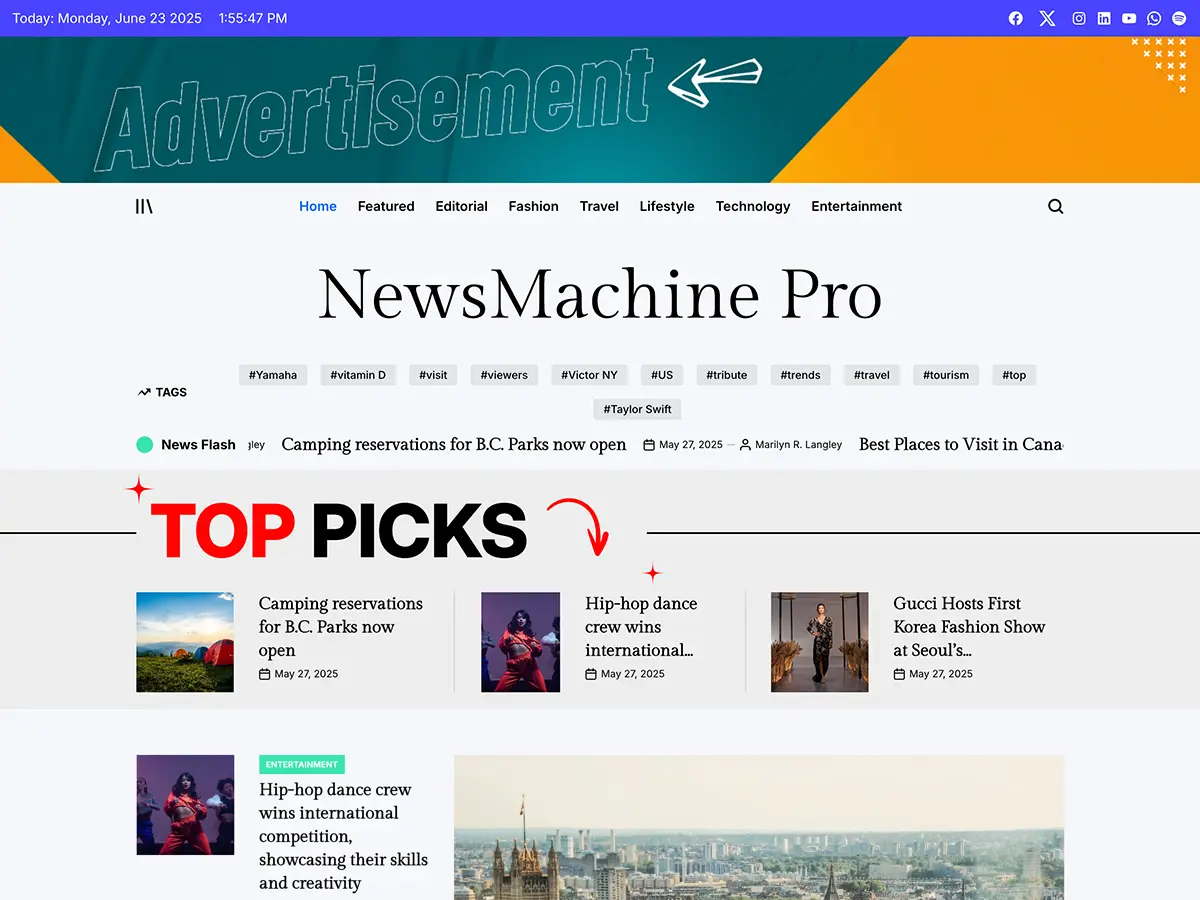 Today: Monday, June 23 2025 1:55:47 PM
Advertisement
Home Featured Editorial Fashion Travel Lifestyle Technology Entertainment
NewsMachine Pro
TAGS
#Yamaha #vitamin D #visit #viewers #Victor NY #US #tribute #trends #travel #tourism #top
#Taylor Swift
News Flash gley Camping reservations for B.C. Parks now open May 27, 2025 — Marilyn R. Langley Best Places to Visit in Cana
TOP PICKS
Camping reservations
for B.C. Parks now
open
May 27, 2025
Hip-hop dance
crew wins
international...
May 27, 2025
Gucci Hosts First
Korea Fashion Show
at Seoul's...
May 27, 2025
ENTERTAINMENT
Hip-hop dance crew
wins international
competition,
showcasing their skills
and creativity